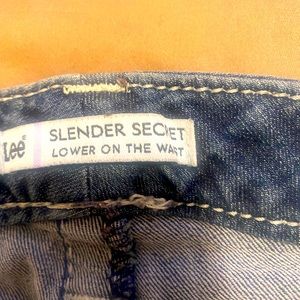 Lee®
SLENDER SECRET
LOWER ON THE WAIST